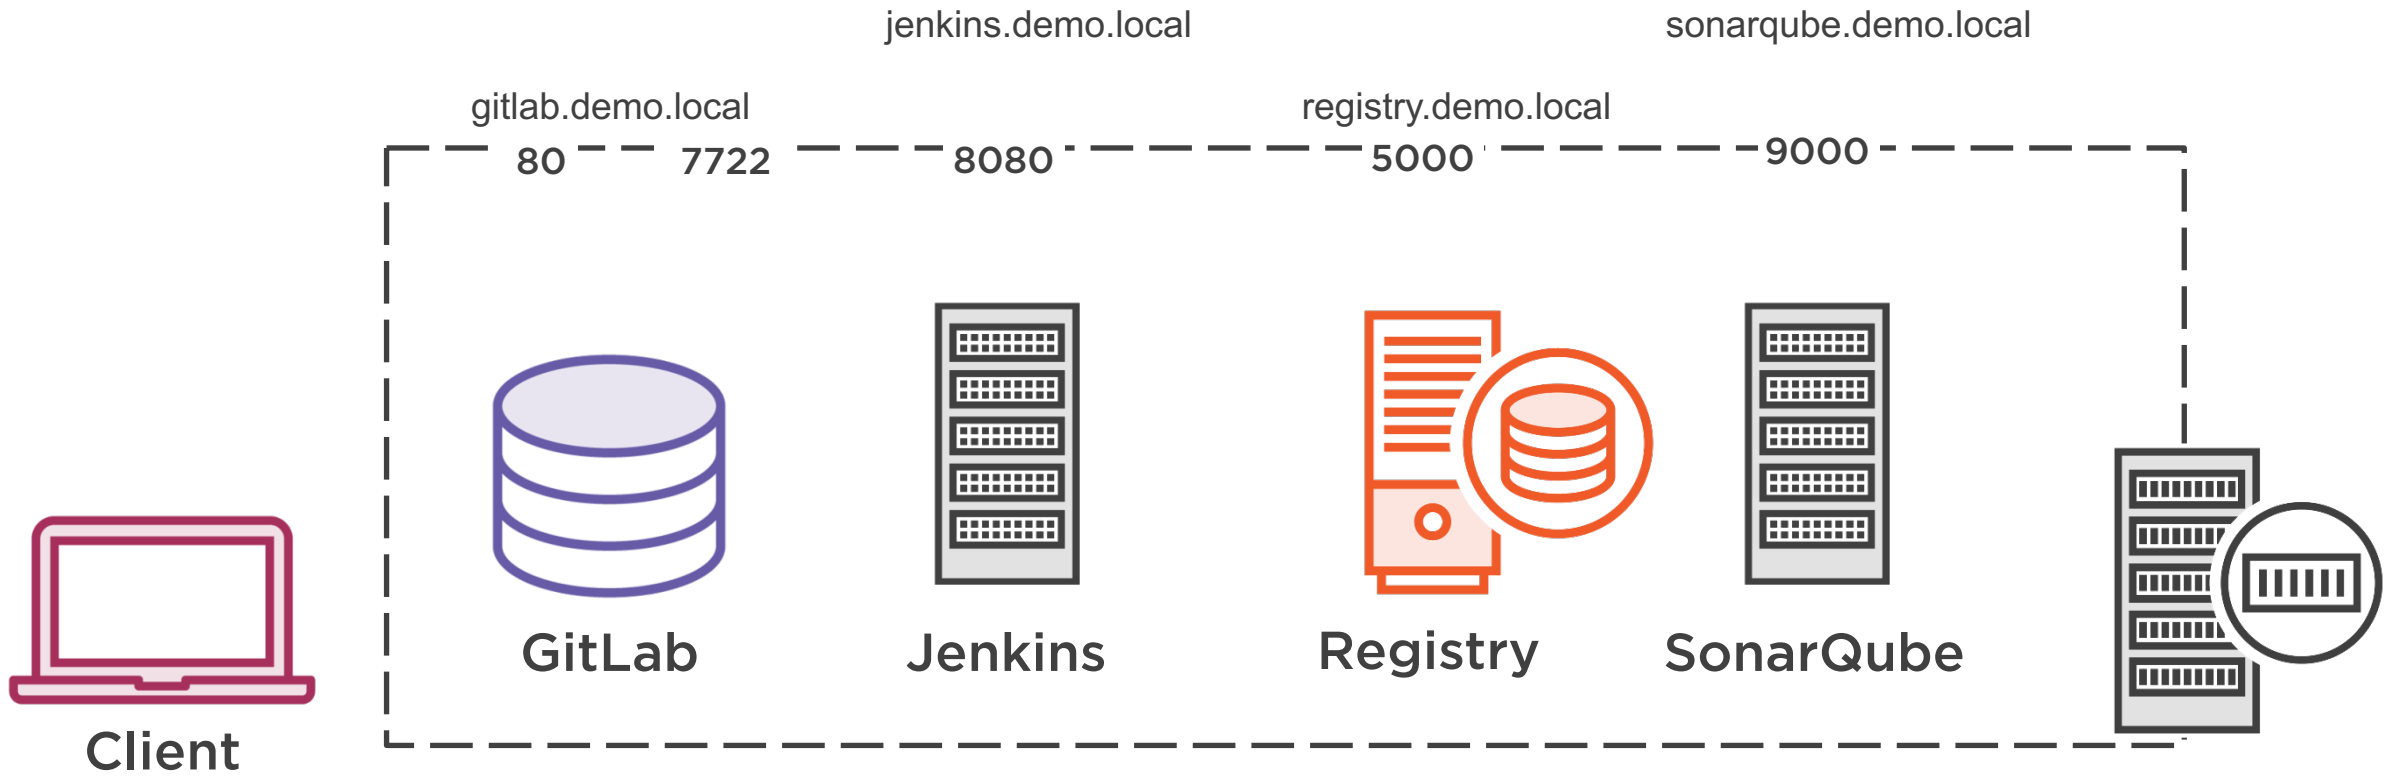 jenkins.demo.local
sonarqube.demo.local
gitlab.demo.local
registry.demo.local
80
7722
8080
5000
9000
GitLab
Jenkins
Registry
SonarQube
Client